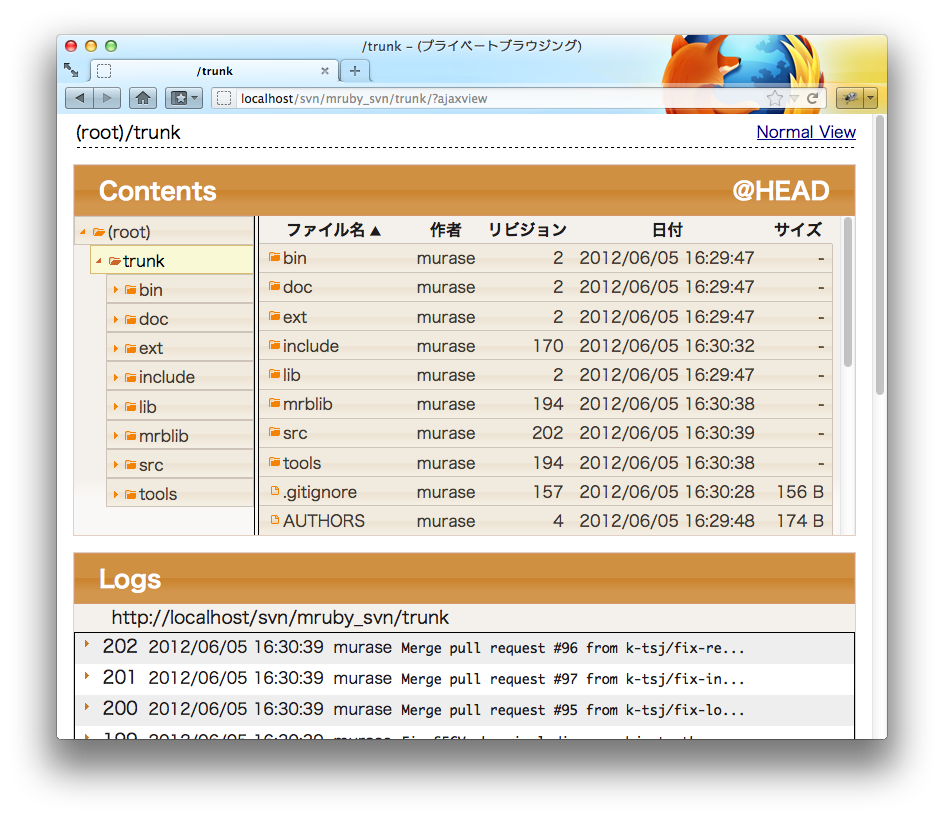 /trunk – (プライベートブラウジング)
/trunk
localhost/svn/mruby_svn/trunk/?ajaxview
(root)/trunk Normal View
Contents @HEAD
(root)
trunk
bin
doc
ext
include
lib
mrblib
src
tools
ファイル名▲ 作者 リビジョン 日付 サイズ
bin murase 2 2012/06/05 16:29:47 -
doc murase 2 2012/06/05 16:29:47 -
ext murase 2 2012/06/05 16:29:47 -
include murase 170 2012/06/05 16:30:32 -
lib murase 2 2012/06/05 16:29:47 -
mrblib murase 194 2012/06/05 16:30:38 -
src murase 202 2012/06/05 16:30:39 -
tools murase 194 2012/06/05 16:30:38 -
.gitignore murase 157 2012/06/05 16:30:28 156 B
AUTHORS murase 4 2012/06/05 16:29:48 174 B
Logs
http://localhost/svn/mruby_svn/trunk
202 2012/06/05 16:30:39 murase Merge pull request #96 from k-tsj/fix-re...
201 2012/06/05 16:30:39 murase Merge pull request #97 from k-tsj/fix-in...
200 2012/06/05 16:30:39 murase Merge pull request #95 from k-tsj/fix-lo...
199 2012/06/05 16:30:39 murase